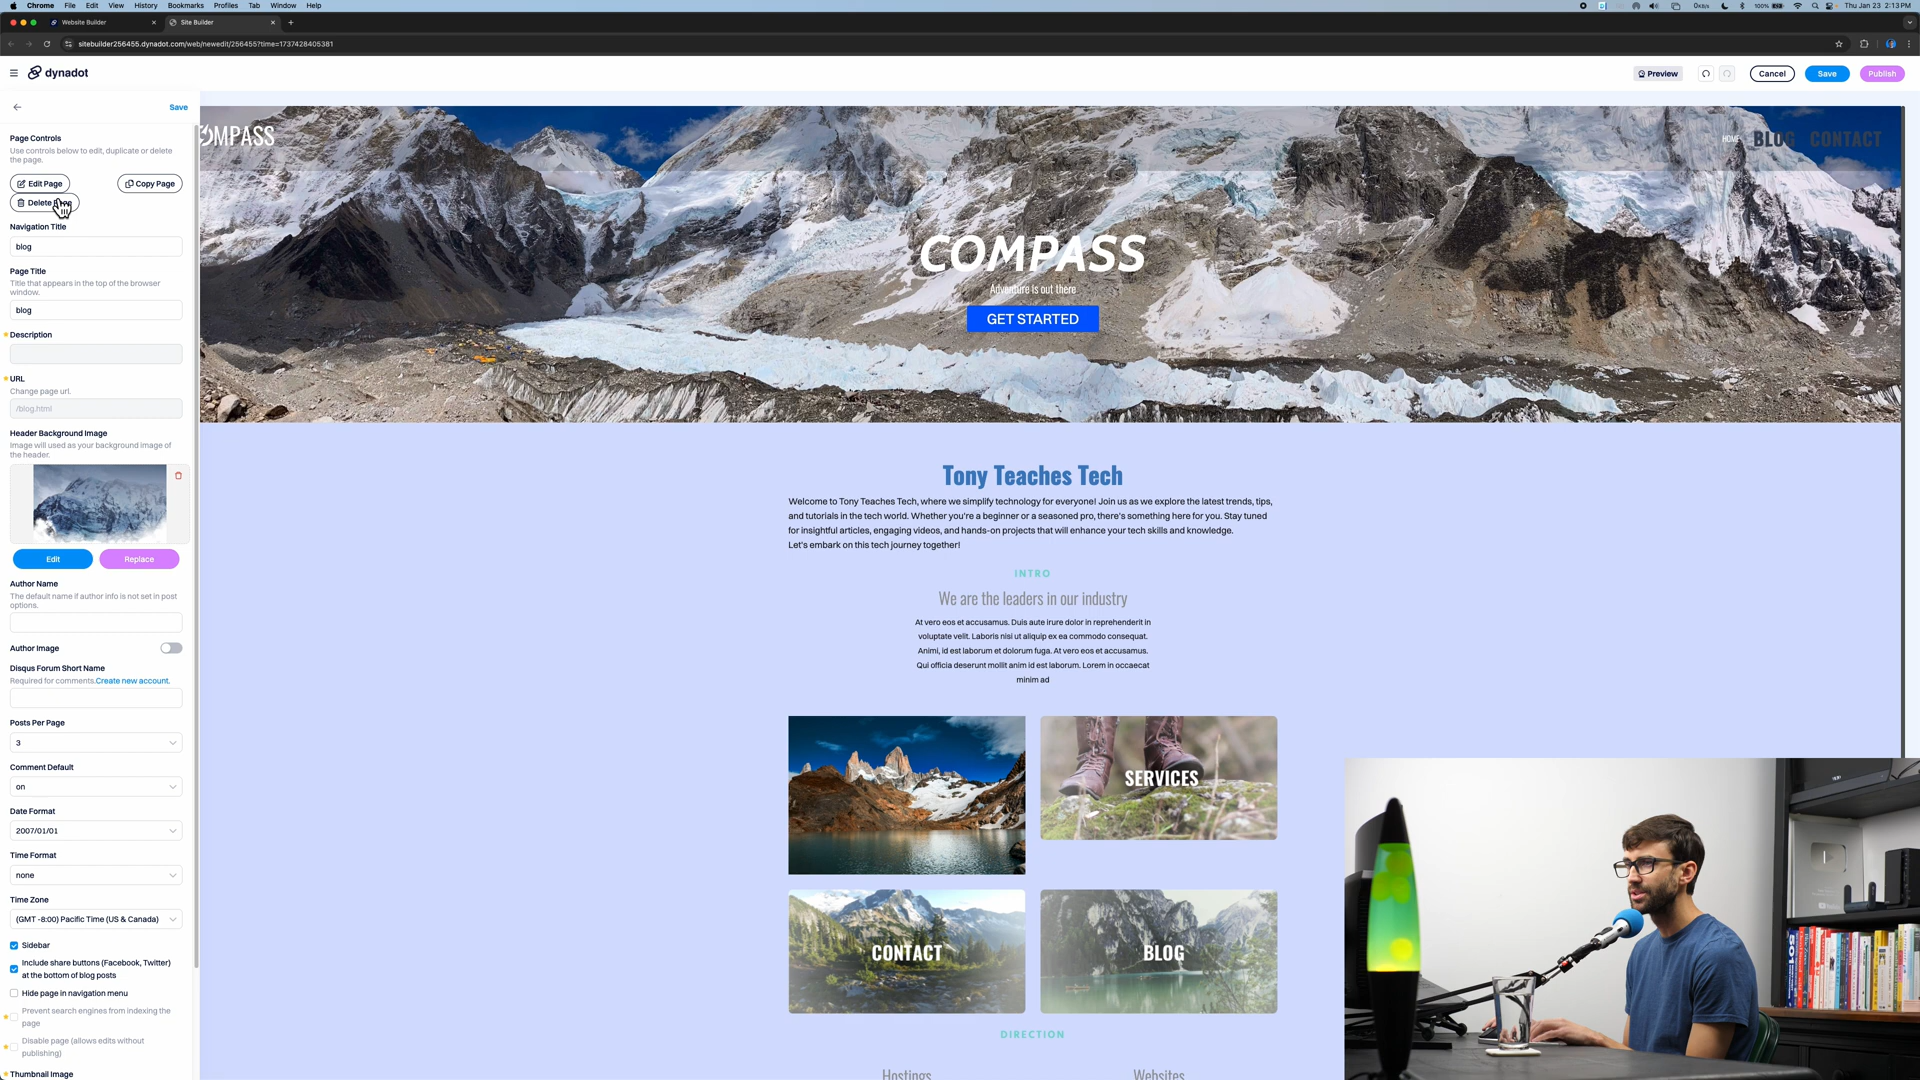 Chrome File Edit View History Bookmarks Profiles Tab Window Help
100% Thu Jan 23 2:13PM
Website Builder
Site Builder
sitebuilder256455.dynadot.com/web/newedit/256455?time=1737428405381
dynadot
Preview
Cancel
Save
Publish
Save
Page Controls
Use controls below to edit, duplicate or delete
the page.
Edit Page
Copy Page
Delete
Navigation Title
blog
Page Title
Title that appears in the top of the browser
window.
blog
Description
URL
Change page url.
/blog.html
Header Background Image
Image will used as your background image of
the header.
Edit
Replace
Author Name
The default name if author info is not set in post
options.
Author Image
Disqus Forum Short Name
Required for comments.Create new account.
Posts Per Page
3
Comment Default
on
Date Format
2007/01/01
Time Format
none
Time Zone
(GMT -8:00) Pacific Time (US & Canada)
Sidebar
Include share buttons (Facebook, Twitter)
at the bottom of blog posts
Hide page in navigation menu
Prevent search engines from indexing the
page
Disable page (allows edits without
publishing)
Thumbnail Image
OMPASS
HOME
BLOG
CONTACT
COMPASS
Adventure is out there
GET STARTED
Tony Teaches Tech
Welcome to Tony Teaches Tech, where we simplify technology for everyone! Join us as we explore the latest trends, tips,
and tutorials in the tech world. Whether you're a beginner or a seasoned pro, there's something here for you. Stay tuned
for insightful articles, engaging videos, and hands-on projects that will enhance your tech skills and knowledge.
Let's embark on this tech journey together!
INTRO
We are the leaders in our industry
At vero eos et accusamus. Duis aute irure dolor in reprehenderit in
voluptate velit. Laboris nisi ut aliquip ex ea commodo consequat.
Animi, id est laborum et dolorum fuga. At vero eos et accusamus.
Qui officia deserunt mollit anim id est laborum. Lorem in occaecat
minim ad
SERVICES
CONTACT
BLOG
DIRECTION
Hostings
Websites